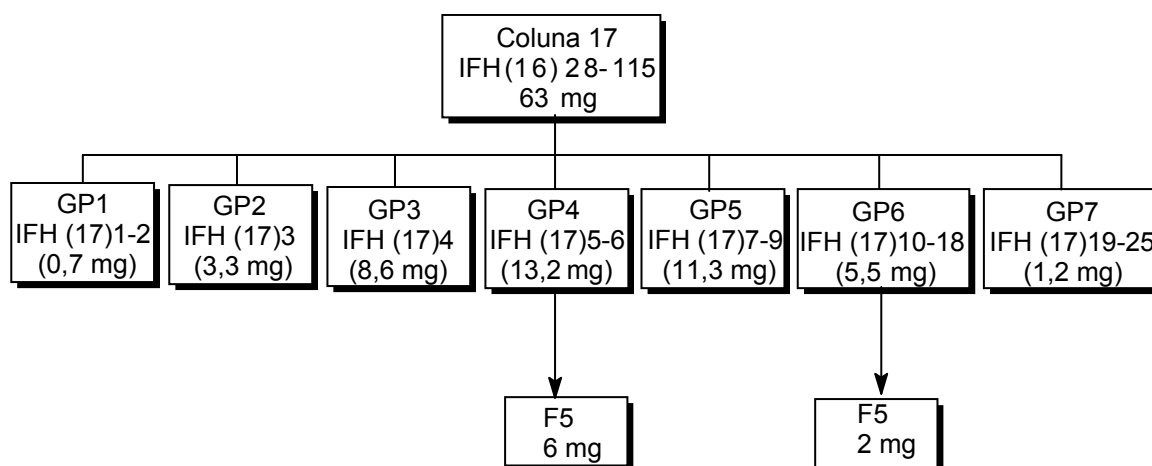 Coluna 17
IFH (16) 28-115
63 mg
GP1
IFH (17)1-2
(0,7 mg)
GP2
IFH (17)3
(3,3 mg)
GP3
IFH (17)4
(8,6 mg)
GP4
IFH (17)5-6
(13,2 mg)
GP5
IFH (17)7-9
(11,3 mg)
GP6
IFH (17)10-18
(5,5 mg)
GP7
IFH (17)19-25
(1,2 mg)
F5
6 mg
F5
2 mg